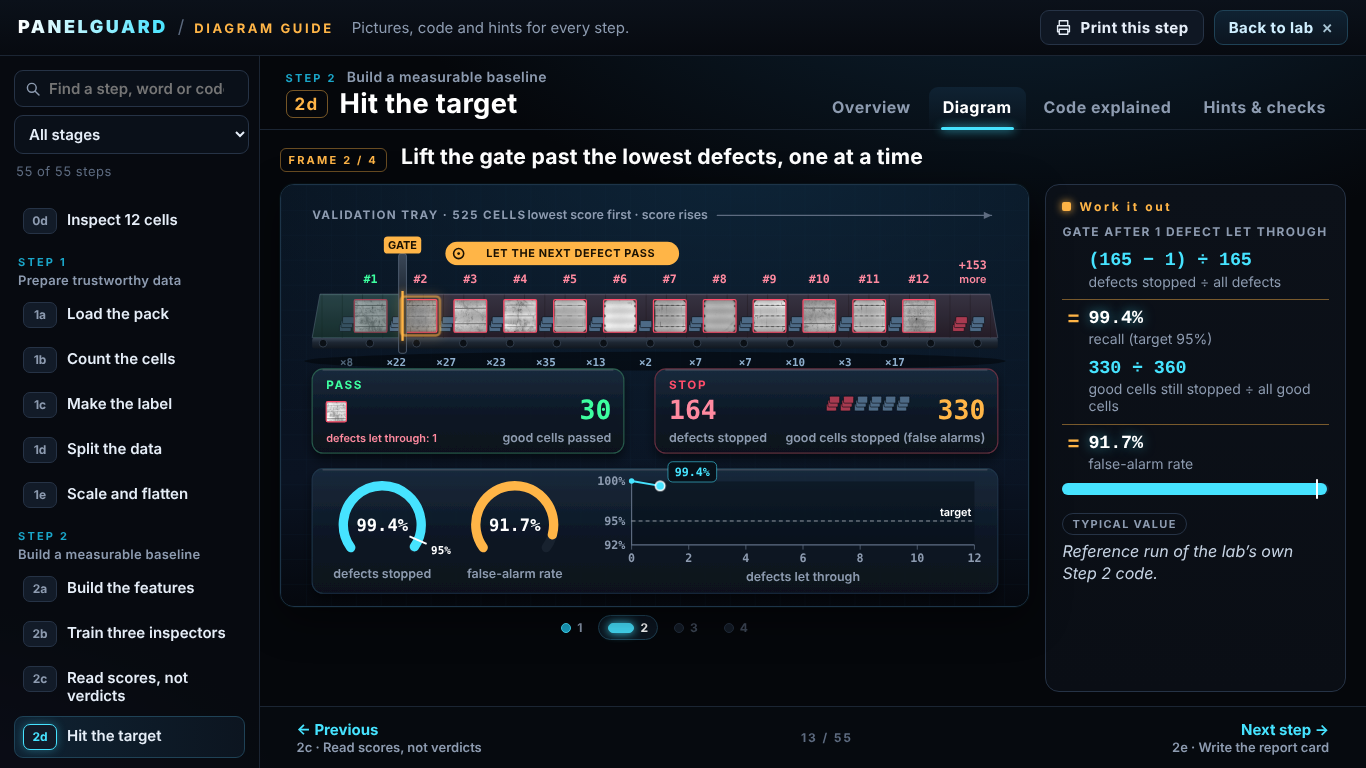 PANELGUARD / DIAGRAM GUIDE Pictures, code and hints for every step.
Print this step
Back to lab ×
Find a step, word or cod
All stages
55 of 55 steps
0d Inspect 12 cells
STEP 1
Prepare trustworthy data
1a Load the pack
1b Count the cells
1c Make the label
1d Split the data
1e Scale and flatten
STEP 2
Build a measurable baseline
2a Build the features
2b Train three inspectors
2c Read scores, not
verdicts
2d Hit the target
STEP 2 Build a measurable baseline
2d Hit the target
Overview Diagram Code explained Hints & checks
FRAME 2 / 4 Lift the gate past the lowest defects, one at a time
VALIDATION TRAY · 525 CELLS lowest score first · score rises
GATE
LET THE NEXT DEFECT PASS
#1 #2 #3 #4 #5 #6 #7 #8 #9 #10 #11 #12 +153
more
×8 ×22 ×27 ×23 ×35 ×13 ×2 ×7 ×7 ×10 ×3 ×17
PASS
30
defects let through: 1 good cells passed
STOP
164 330
defects stopped good cells stopped (false alarms)
99.4%
95%
defects stopped
91.7%
false-alarm rate
99.4%
100%
target
95%
92%
0 2 4 6 8 10 12
defects let through
1 2 3 4
Work it out
GATE AFTER 1 DEFECT LET THROUGH
(165 − 1) ÷ 165
defects stopped ÷ all defects
= 99.4%
recall (target 95%)
330 ÷ 360
good cells still stopped ÷ all good
cells
= 91.7%
false-alarm rate
TYPICAL VALUE
Reference run of the lab's own
Step 2 code.
← Previous
2c · Read scores, not verdicts
13 / 55
Next step →
2e · Write the report card